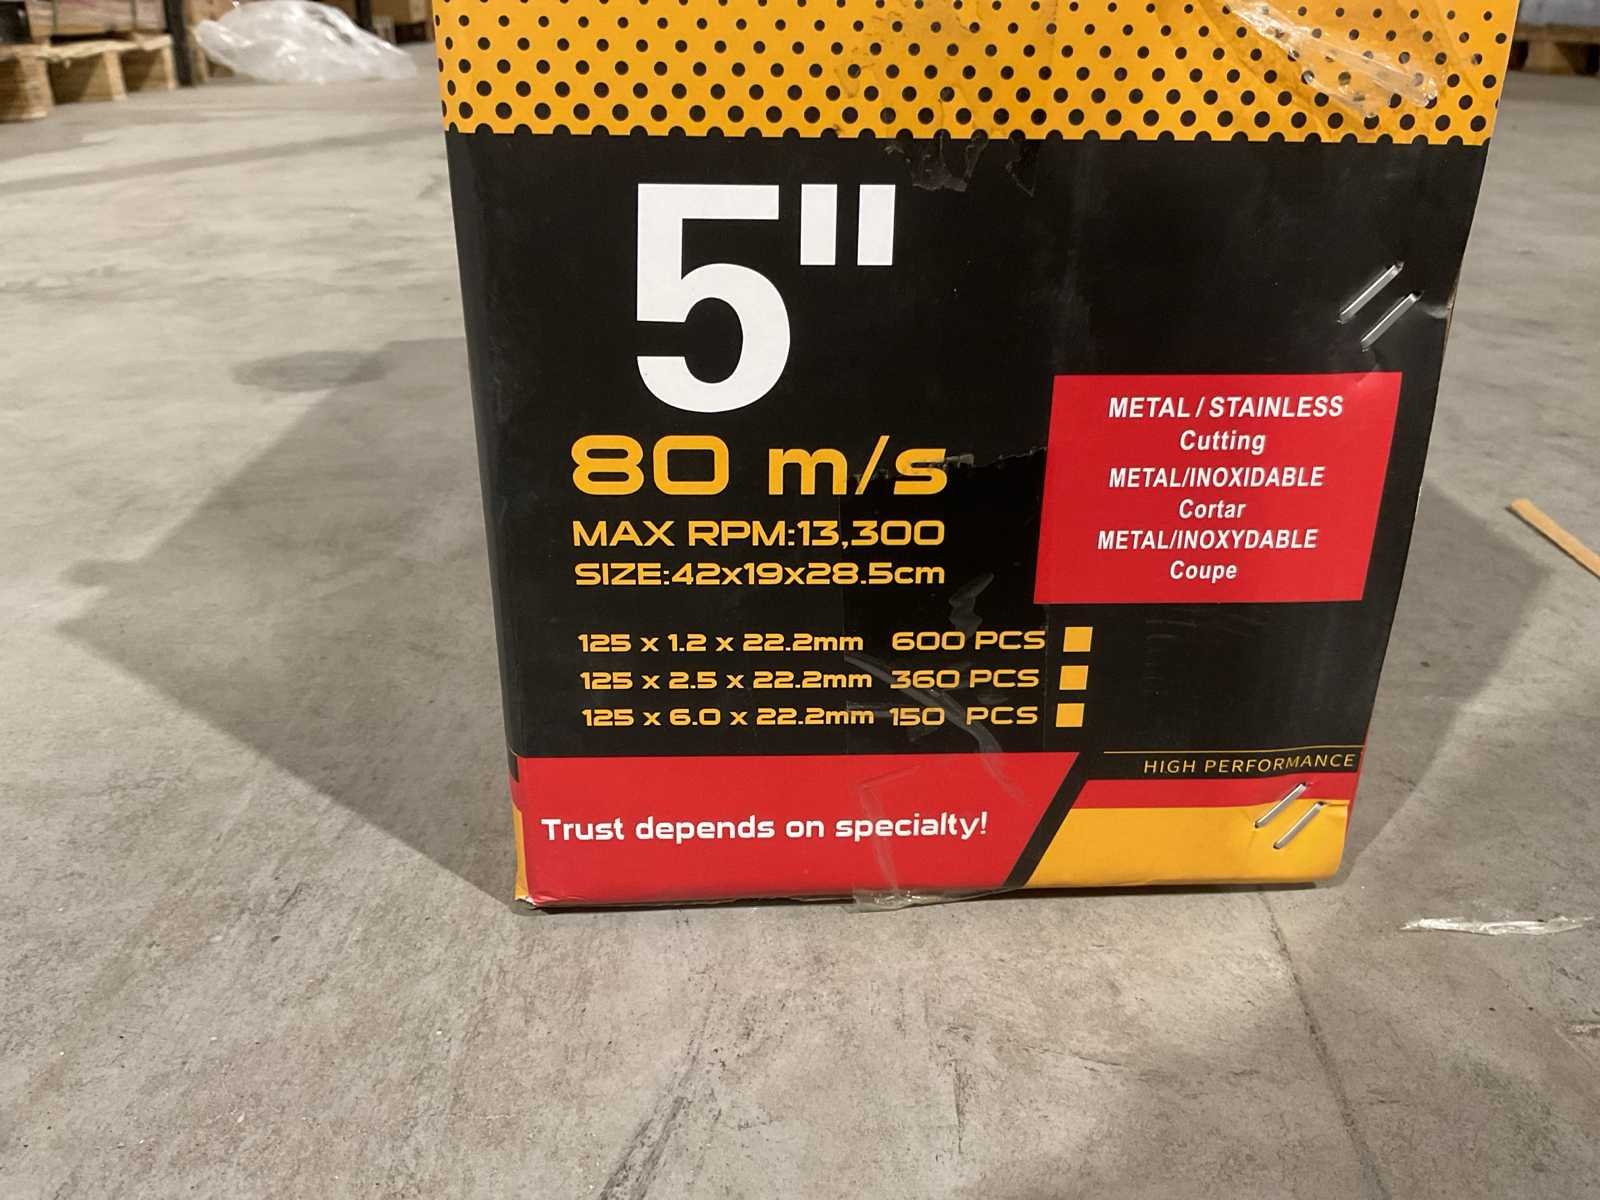 5"
80 m/s
MAX RPM:13,300
SIZE:42x19x28.5cm
METAL / STAINLESS
Cutting
METAL/INOXIDABLE
Cortar
METAL/INOXYDABLE
Coupe
125 x 1.2 x 22.2mm 600 PCS
125 x 2.5 x 22.2mm 360 PCS
125 x 6.0 x 22.2mm 150 PCS
HIGH PERFORMANCE
Trust depends on specialty!